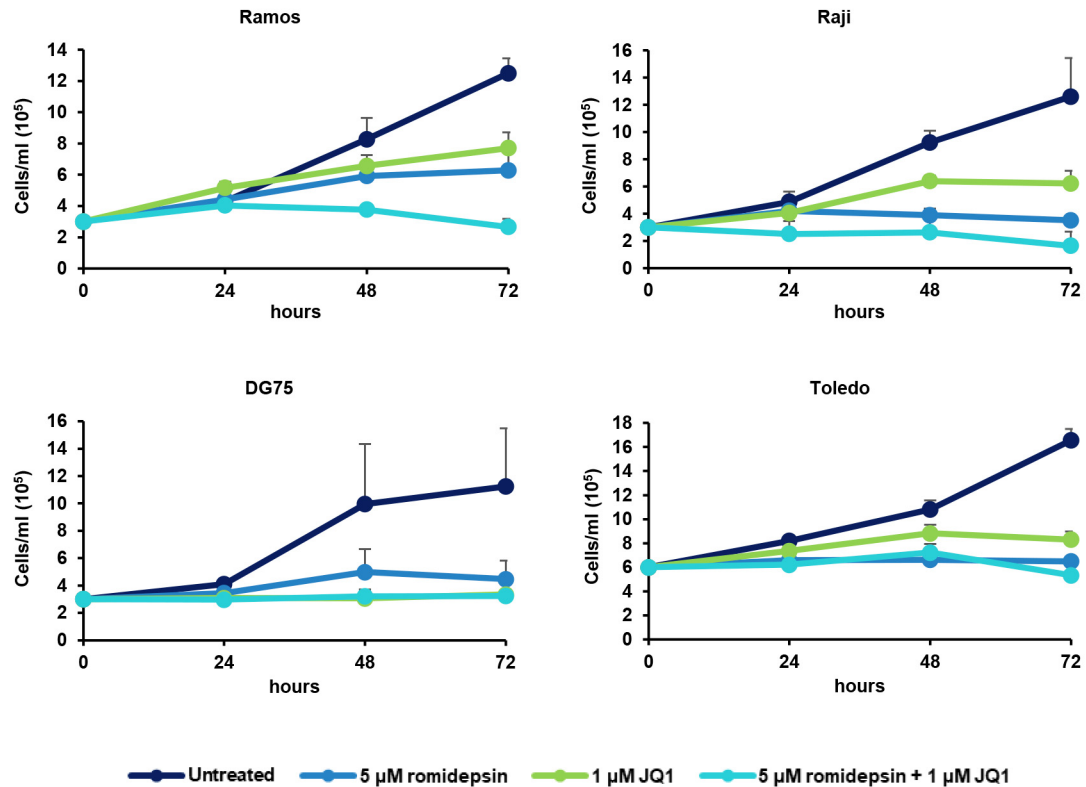 Ramos
14
12
10
8
6
4
2
0
Cells/ml (10⁵)
0 24 48 72
hours
Raji
16
14
12
10
8
6
4
2
0
Cells/ml (10⁵)
0 24 48 72
hours
DG75
16
14
12
10
8
6
4
2
0
Cells/ml (10⁵)
0 24 48 72
hours
Toledo
18
16
14
12
10
8
6
4
2
0
Cells/ml (10⁵)
0 24 48 72
hours
Untreated 5 µM romidepsin 1 µM JQ1 5 µM romidepsin + 1 µM JQ1